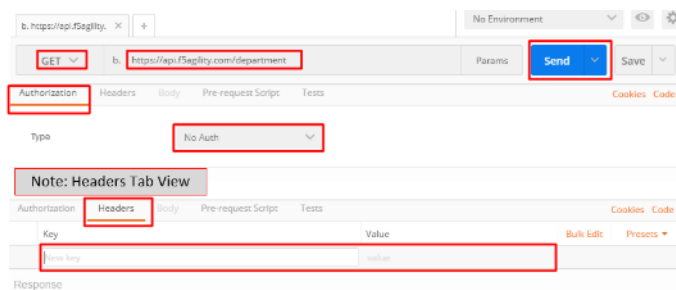 b. https://api.f5agility. × +
No Environment
GET b. https://api.f5agility.com/department Params Send Save
Authorization Headers Body Pre-request Script Tests Cookies Code
Type No Auth
Note: Headers Tab View
Authorization Headers Body Pre-request Script Tests Cookies Code
Key Value Bulk Edit Presets
New key value
Response